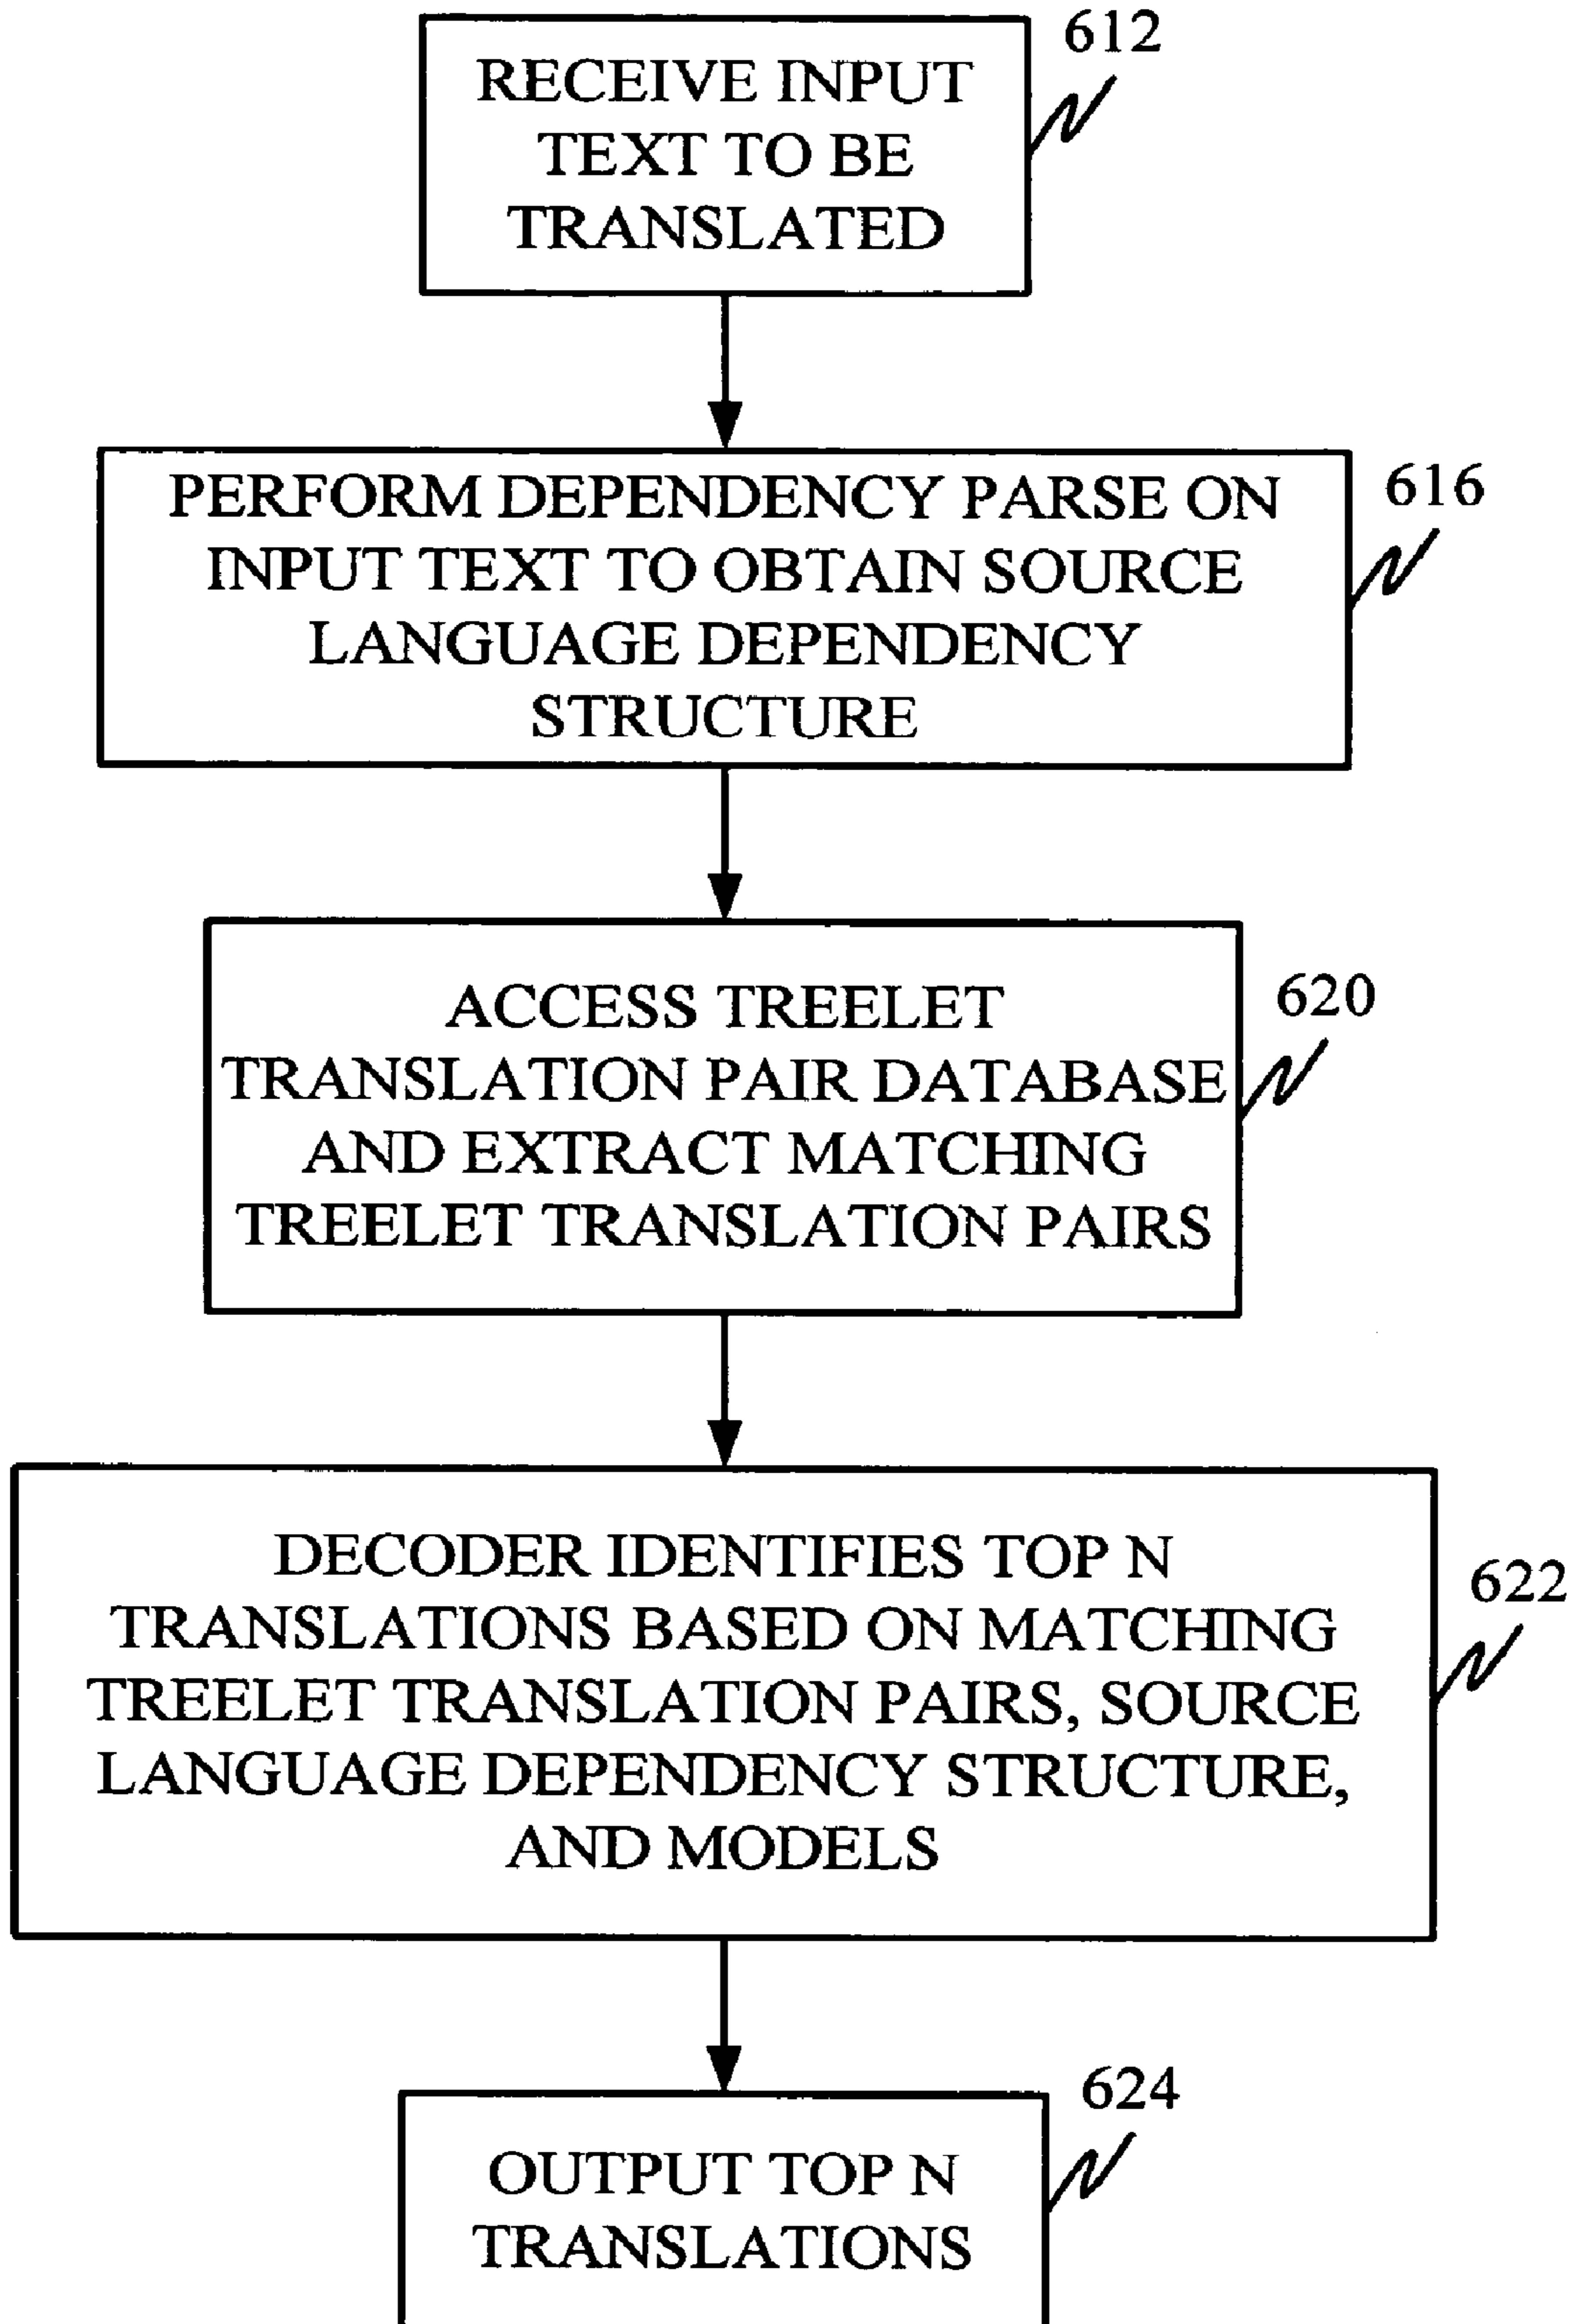 612
RECEIVE INPUT
TEXT TO BE
TRANSLATED
616
PERFORM DEPENDENCY PARSE ON
INPUT TEXT TO OBTAIN SOURCE
LANGUAGE DEPENDENCY
STRUCTURE
620
ACCESS TREELET
TRANSLATION PAIR DATABASE
AND EXTRACT MATCHING
TREELET TRANSLATION PAIRS
622
DECODER IDENTIFIES TOP N
TRANSLATIONS BASED ON MATCHING
TREELET TRANSLATION PAIRS, SOURCE
LANGUAGE DEPENDENCY STRUCTURE,
AND MODELS
624
OUTPUT TOP N
TRANSLATIONS